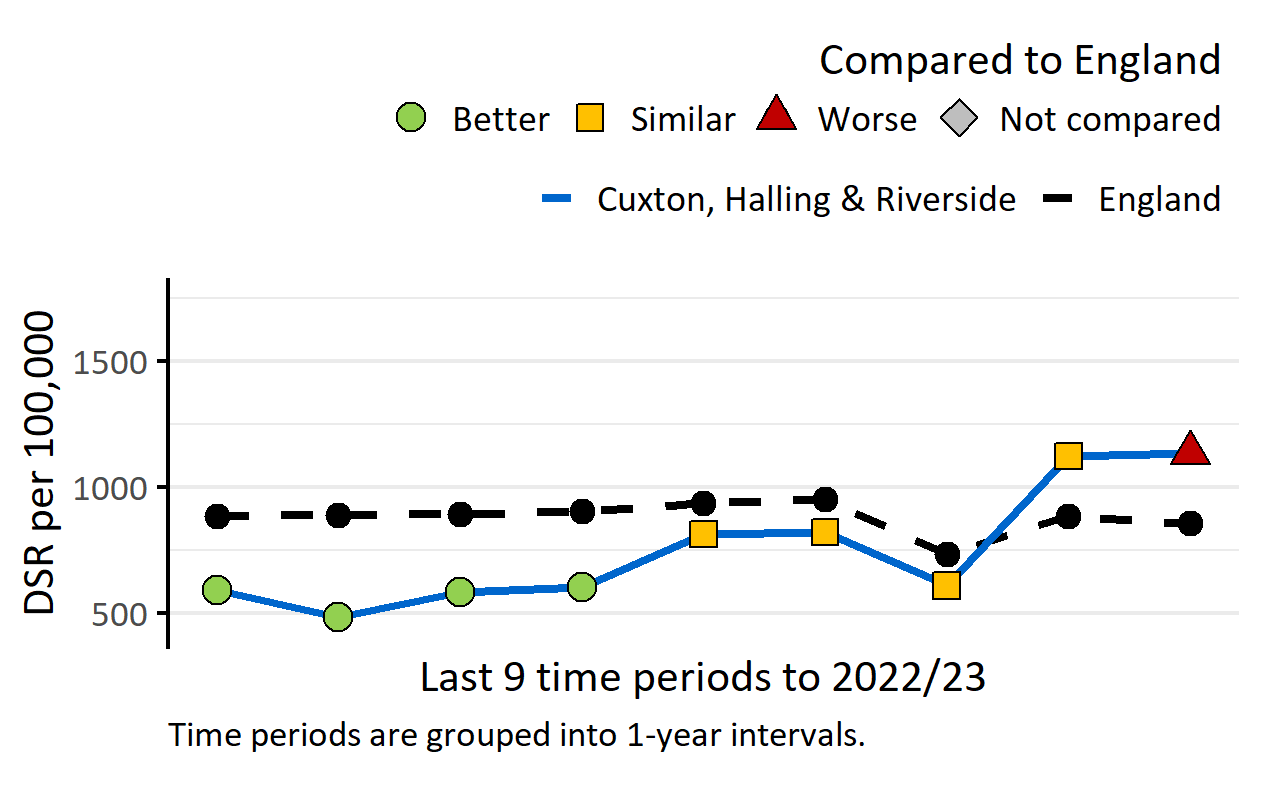 Compared to England
Better Similar Worse Not compared
Cuxton, Halling & Riverside England
DSR per 100,000
1500
1000
500
Last 9 time periods to 2022/23
Time periods are grouped into 1-year intervals.